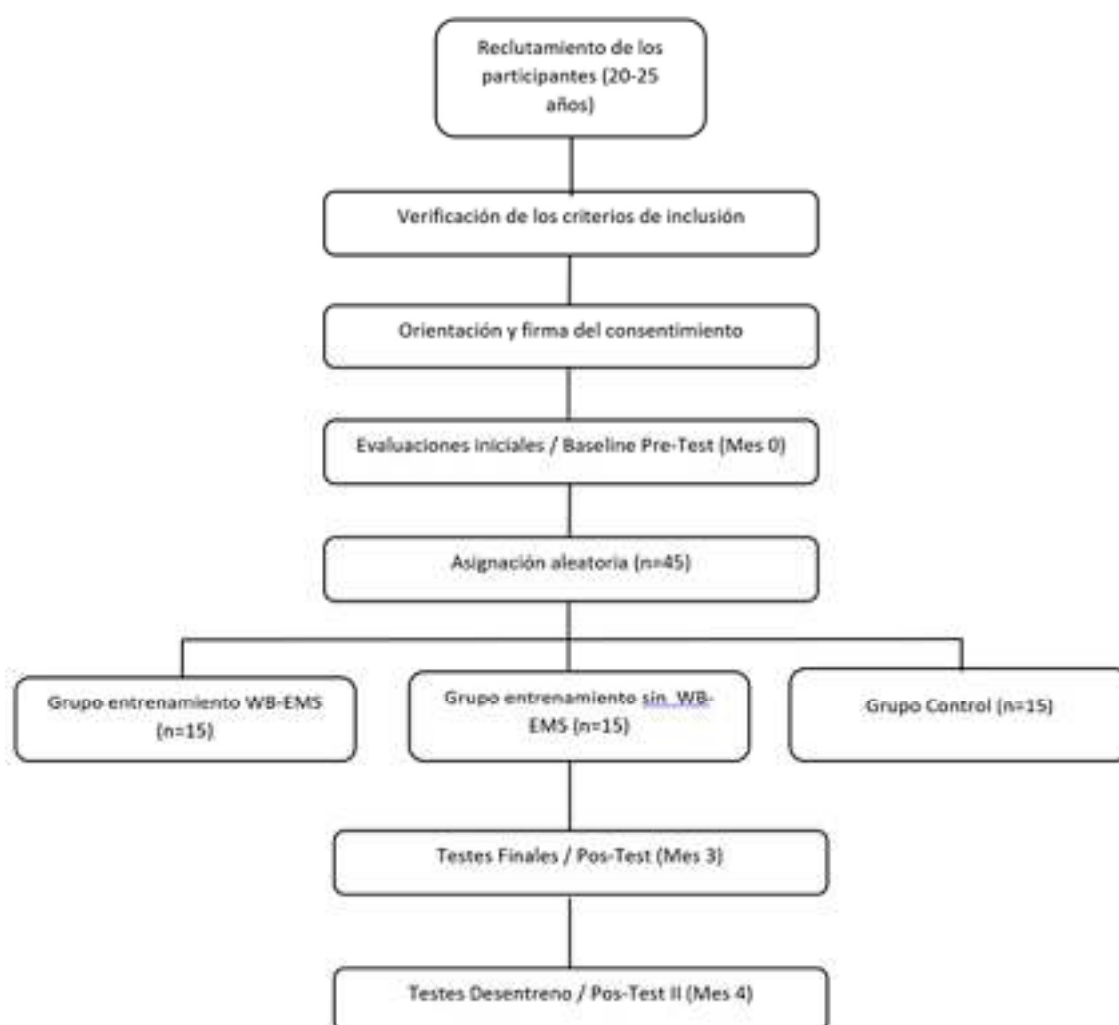 Reclutamiento de los
participantes (20-25
años)
Verificación de los criterios de inclusión
Orientación y firma del consentimiento
Evaluaciones iniciales / Baseline Pre-Test (Mes 0)
Asignación aleatoria (n=45)
Grupo entrenamiento WB-EMS
(n=15)
Grupo entrenamiento sin WB-
EMS (n=15)
Grupo Control (n=15)
Testes Finales / Pos-Test (Mes 3)
Testes Desentreno / Pos-Test II (Mes 4)